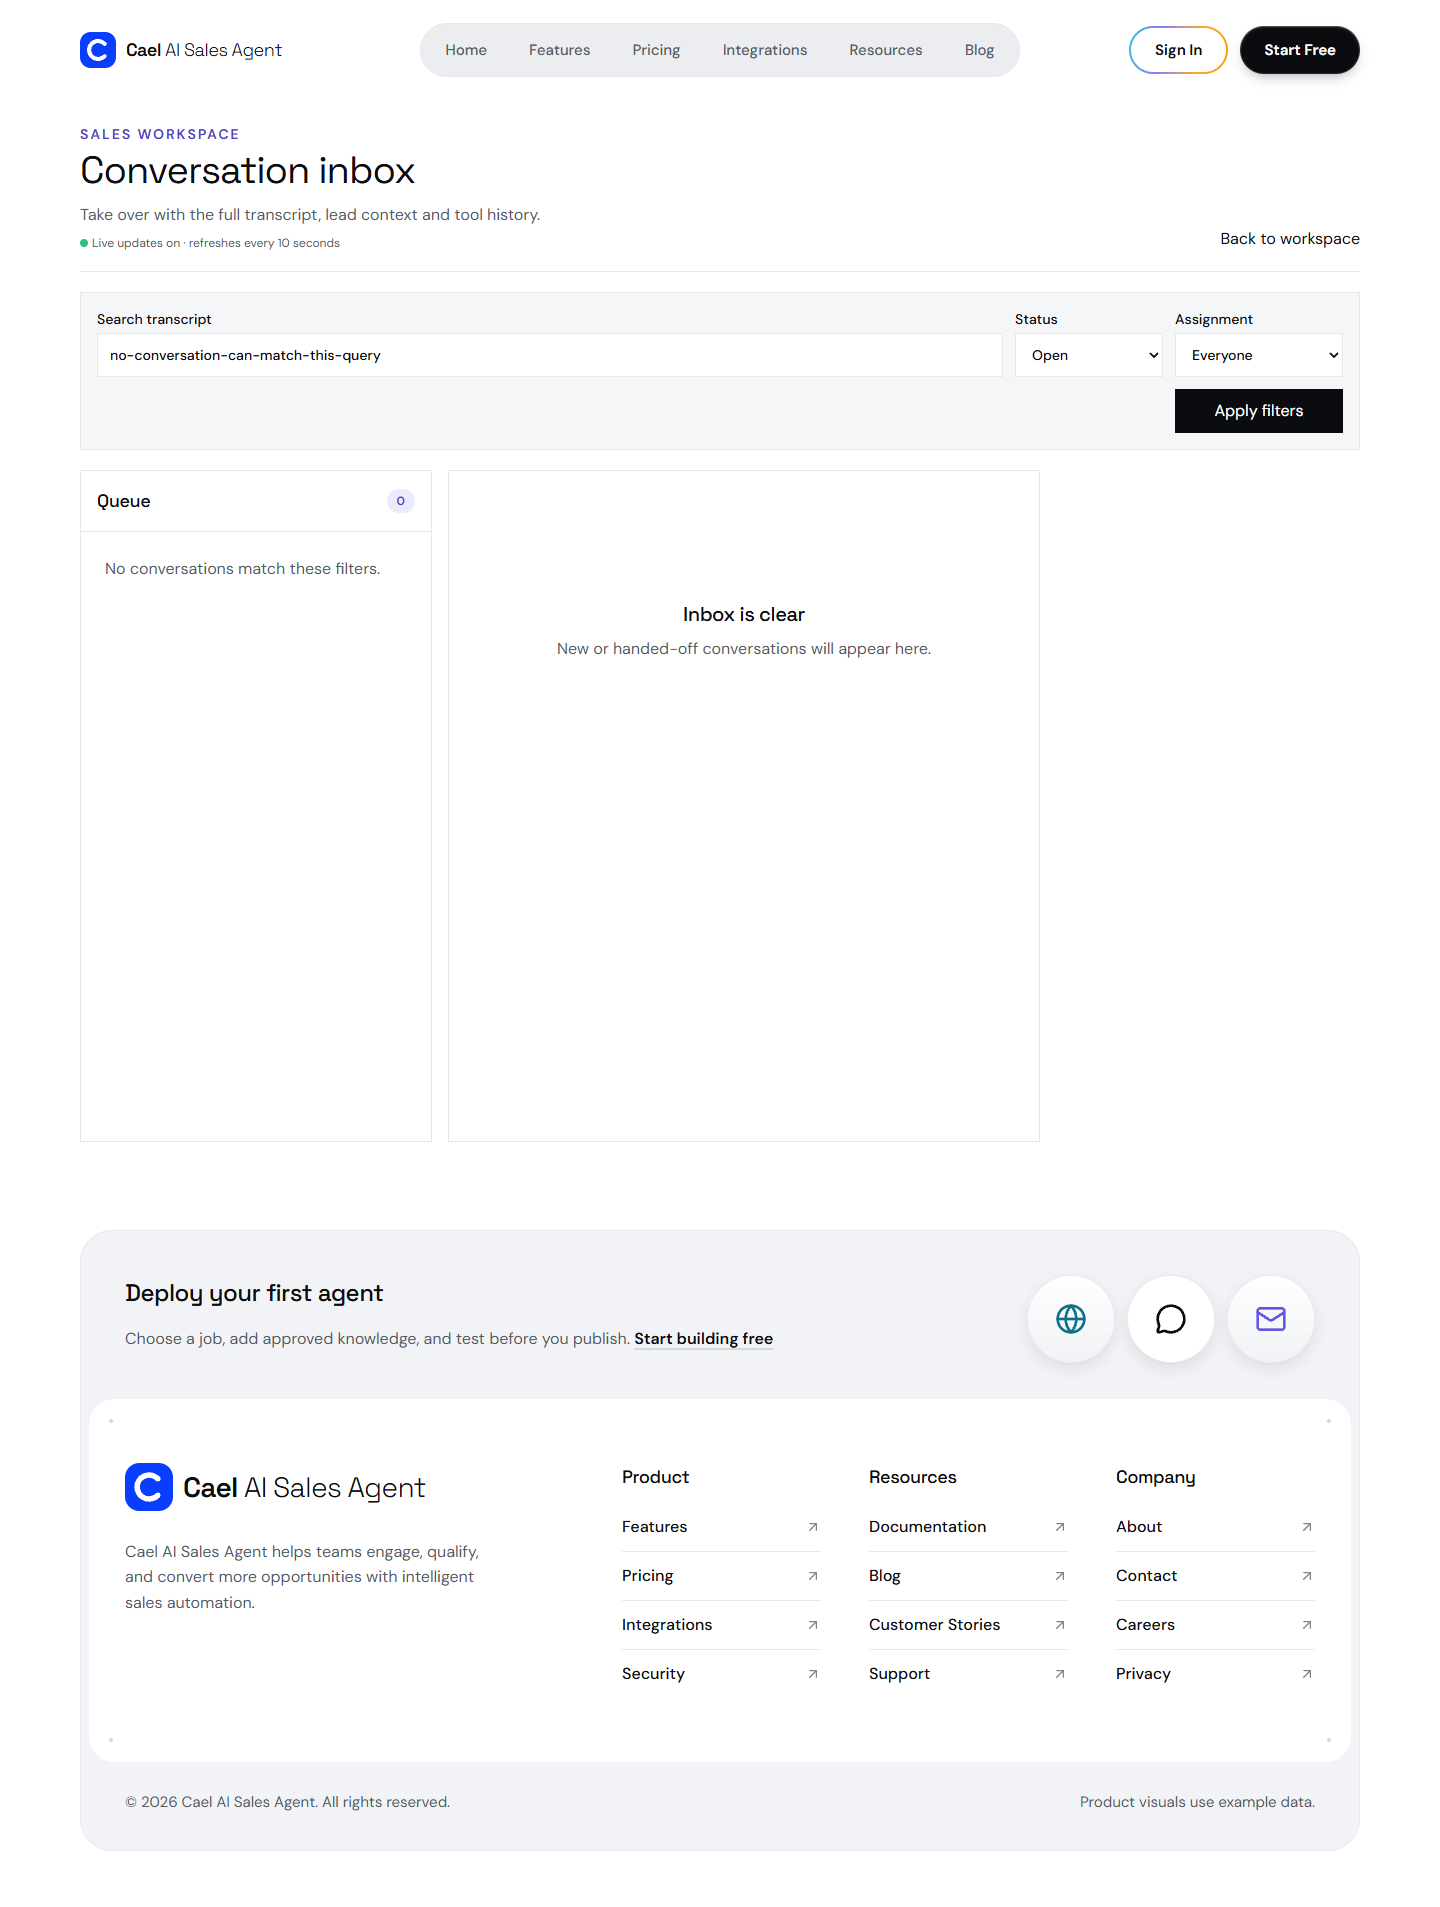 Cael AI Sales Agent
Home Features Pricing Integrations Resources Blog
Sign In
Start Free
SALES WORKSPACE
Conversation inbox
Take over with the full transcript, lead context and tool history.
Live updates on · refreshes every 10 seconds
Back to workspace
Search transcript
no-conversation-can-match-this-query
Status
Open
Assignment
Everyone
Apply filters
Queue
0
No conversations match these filters.
Inbox is clear
New or handed-off conversations will appear here.
Deploy your first agent
Choose a job, add approved knowledge, and test before you publish. Start building free
Cael AI Sales Agent
Cael AI Sales Agent helps teams engage, qualify,
and convert more opportunities with intelligent
sales automation.
Product
Features
Pricing
Integrations
Security
Resources
Documentation
Blog
Customer Stories
Support
Company
About
Contact
Careers
Privacy
© 2026 Cael AI Sales Agent. All rights reserved.
Product visuals use example data.